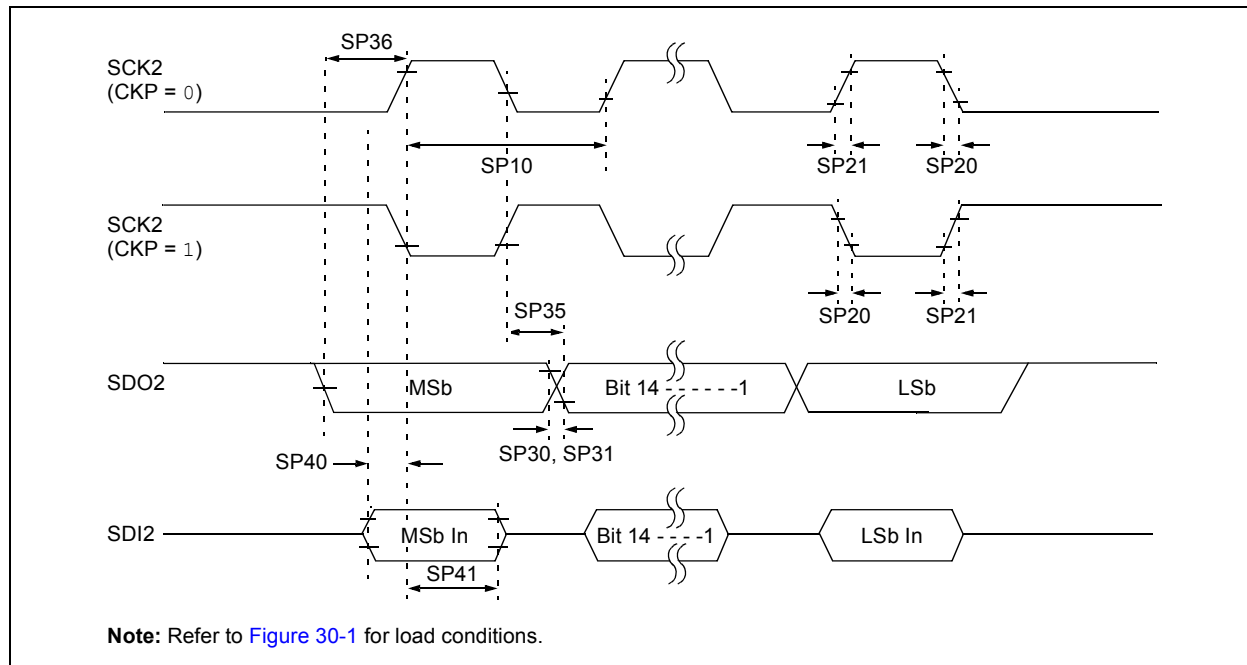 SP36
SCK2
(CKP = 0)
SP10
SP21
SP20
SCK2
(CKP = 1)
SP35
SP20
SP21
SDO2
MSb
Bit 14 - - - - - -1
LSb
SP30, SP31
SP40
SDI2
MSb In
Bit 14 - - - - -1
LSb In
SP41
Note: Refer to Figure 30-1 for load conditions.